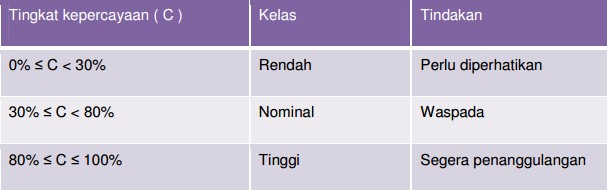 Tingkat kepercayaan ( C ) Kelas Tindakan
0% ≤ C < 30% Rendah Perlu diperhatikan
30% ≤ C < 80% Nominal Waspada
80% ≤ C ≤ 100% Tinggi Segera penanggulangan